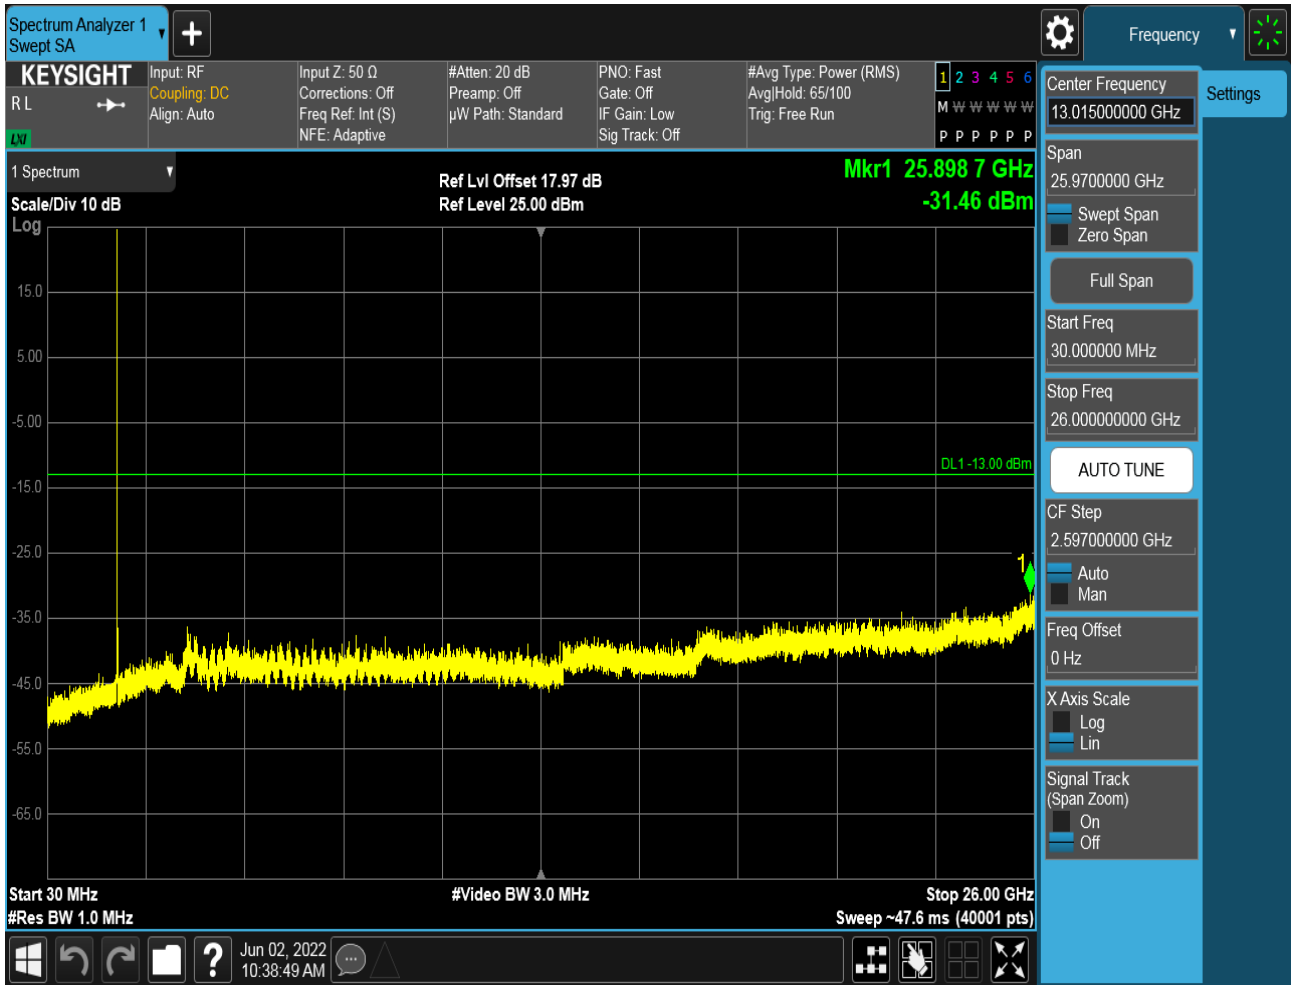 Spectrum Analyzer 1
Swept SA
Frequency
KEYSIGHT
R L
LXI
Input: RF
Coupling: DC
Align: Auto
Input Z: 50 Ω
Corrections: Off
Freq Ref: Int (S)
NFE: Adaptive
#Atten: 20 dB
Preamp: Off
µW Path: Standard
PNO: Fast
Gate: Off
IF Gain: Low
Sig Track: Off
#Avg Type: Power (RMS)
Avg|Hold: 65/100
Trig: Free Run
1 2 3 4 5 6
M W W W W W
P P P P P P
1 Spectrum
Scale/Div 10 dB
Log
Ref Lvl Offset 17.97 dB
Ref Level 25.00 dBm
Mkr1 25.898 7 GHz
-31.46 dBm
15.0
5.00
-5.00
DL1 -13.00 dBm
-15.0
-25.0
1
-35.0
-45.0
-55.0
-65.0
Start 30 MHz
#Video BW 3.0 MHz
Stop 26.00 GHz
#Res BW 1.0 MHz
Sweep ~47.6 ms (40001 pts)
Center Frequency
13.015000000 GHz
Settings
Span
25.9700000 GHz
Swept Span
Zero Span
Full Span
Start Freq
30.000000 MHz
Stop Freq
26.000000000 GHz
AUTO TUNE
CF Step
2.597000000 GHz
Auto
Man
Freq Offset
0 Hz
X Axis Scale
Log
Lin
Signal Track
(Span Zoom)
On
Off
?
Jun 02, 2022
10:38:49 AM